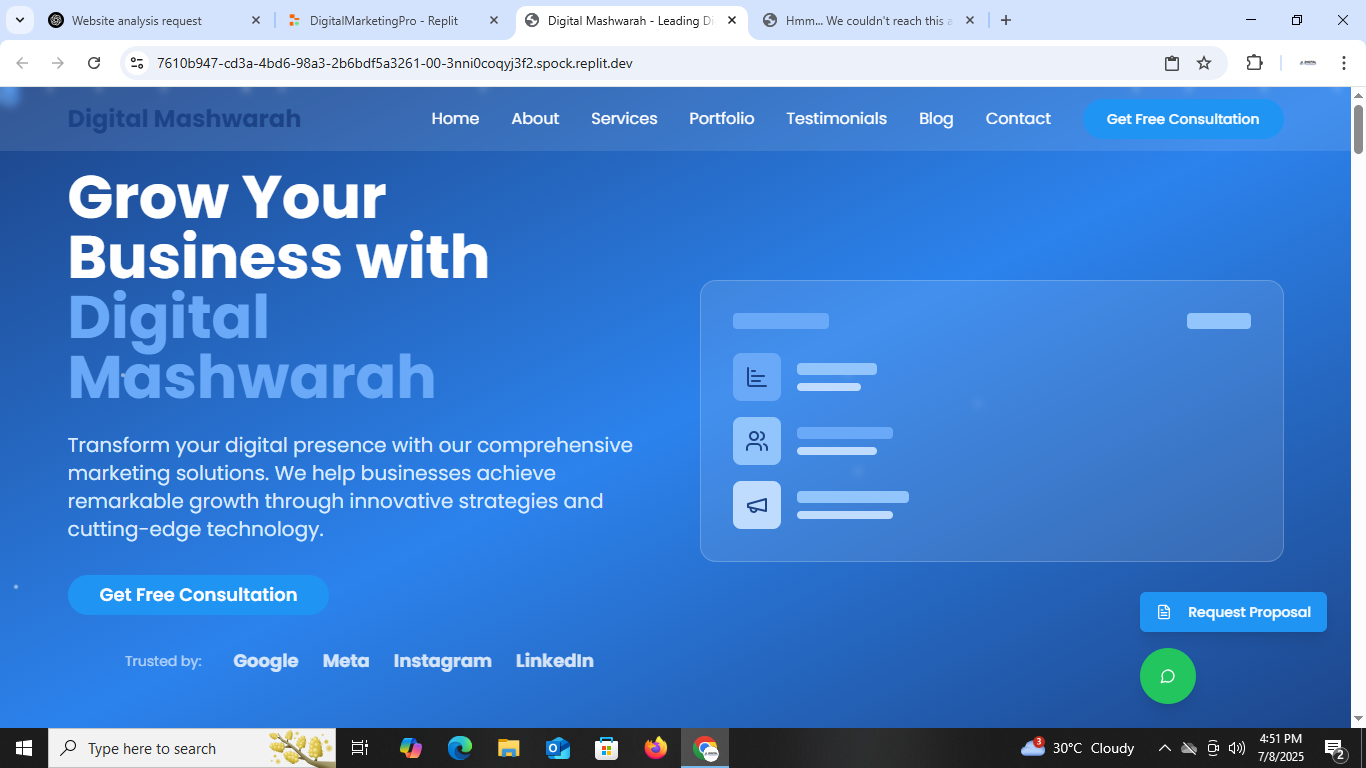 Website analysis request
DigitalMarketingPro - Replit
Digital Mashwarah - Leading Di
Hmm... We couldn't reach this a
7610b947-cd3a-4bd6-98a3-2b6bdf5a3261-00-3nni0coqyj3f2.spock.replit.dev
Digital Mashwarah
Home
About
Services
Portfolio
Testimonials
Blog
Contact
Get Free Consultation
Grow Your
Business with
Digital
Mashwarah
Transform your digital presence with our comprehensive
marketing solutions. We help businesses achieve
remarkable growth through innovative strategies and
cutting-edge technology.
Get Free Consultation
Trusted by:
Google
Meta
Instagram
LinkedIn
Request Proposal
Type here to search
3
30°C Cloudy
4:51 PM
7/8/2025
2